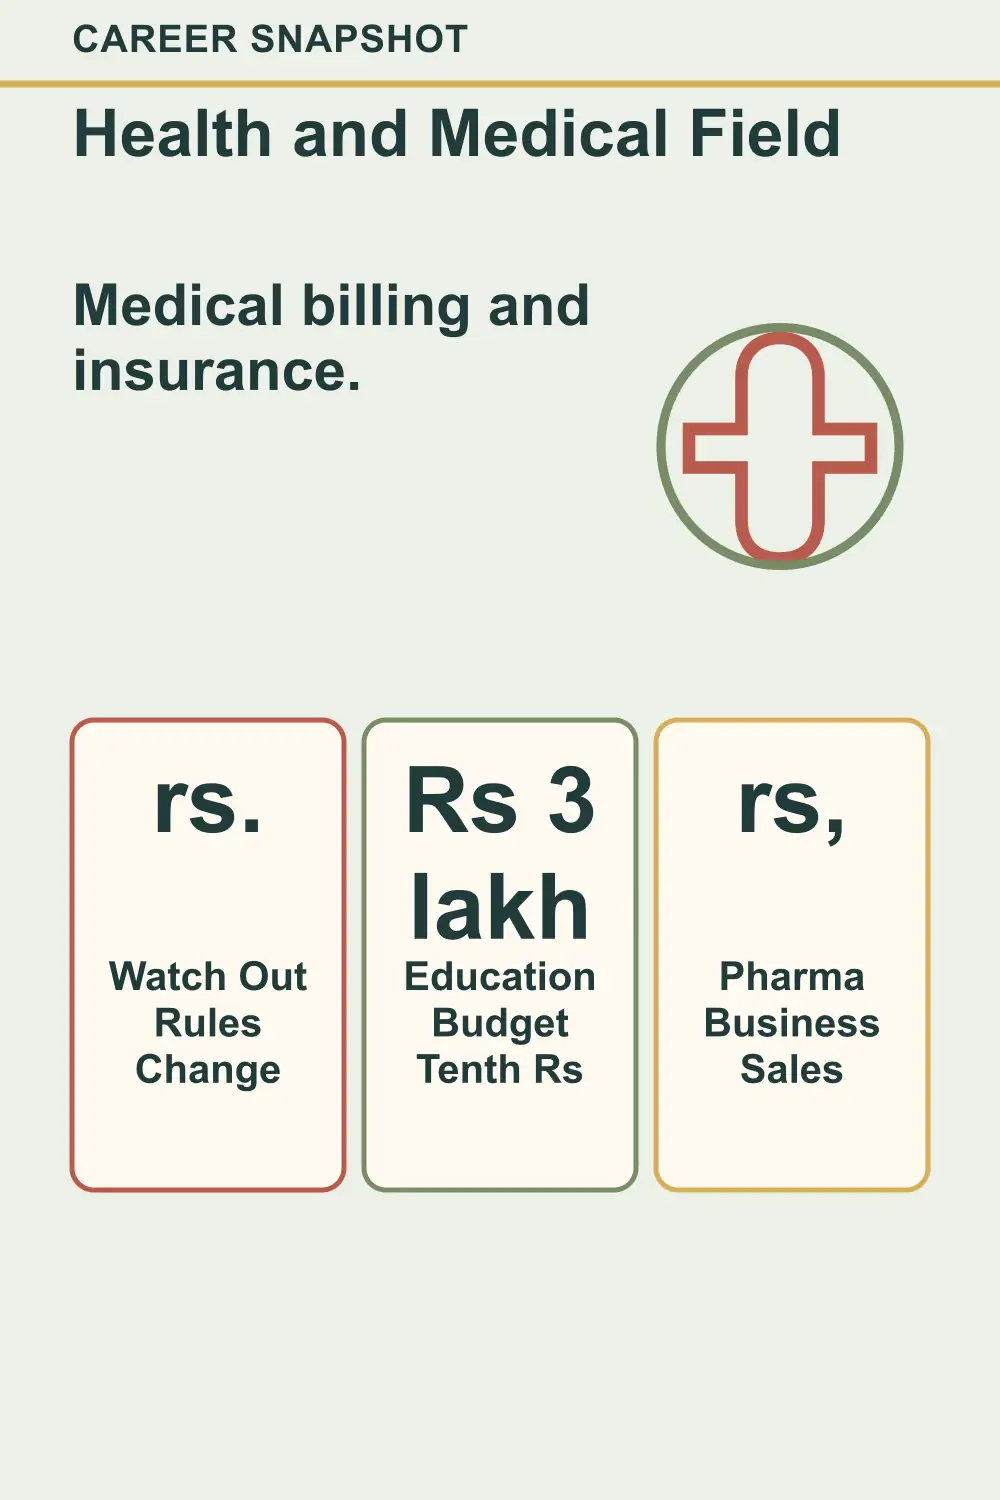 CAREER SNAPSHOT
Health and Medical Field
Medical billing and
insurance.
rs.
Watch Out
Rules
Change
Rs 3
lakh
Education
Budget
Tenth Rs
rs,
Pharma
Business
Sales